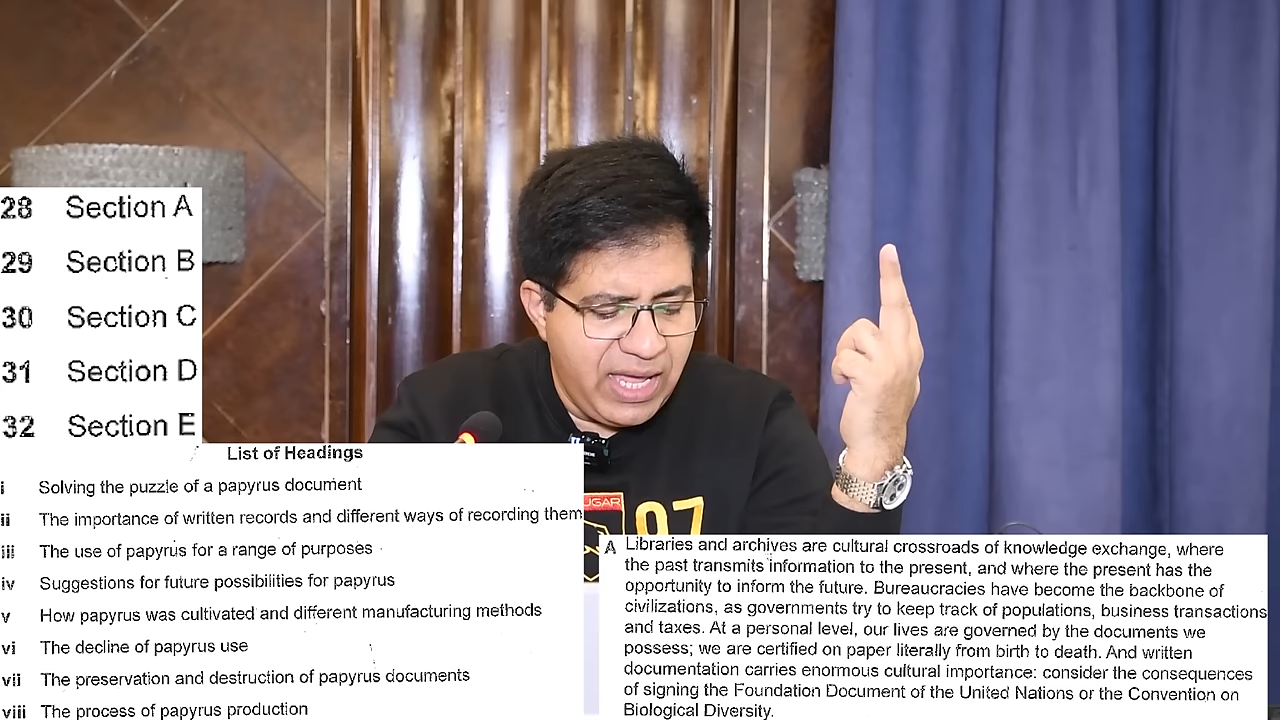 28 Section A
29 Section B
30 Section C
31 Section D
32 Section E
List of Headings
i Solving the puzzle of a papyrus document
ii The importance of written records and different ways of recording them
iii The use of papyrus for a range of purposes
iv Suggestions for future possibilities for papyrus
v How papyrus was cultivated and different manufacturing methods
vi The decline of papyrus use
vii The preservation and destruction of papyrus documents
viii The process of papyrus production
UGAR
97
A Libraries and archives are cultural crossroads of knowledge exchange, where
the past transmits information to the present, and where the present has the
opportunity to inform the future. Bureaucracies have become the backbone of
civilizations, as governments try to keep track of populations, business transactions
and taxes. At a personal level, our lives are governed by the documents we
possess; we are certified on paper literally from birth to death. And written
documentation carries enormous cultural importance: consider the consequences
of signing the Foundation Document of the United Nations or the Convention on
Biological Diversity.